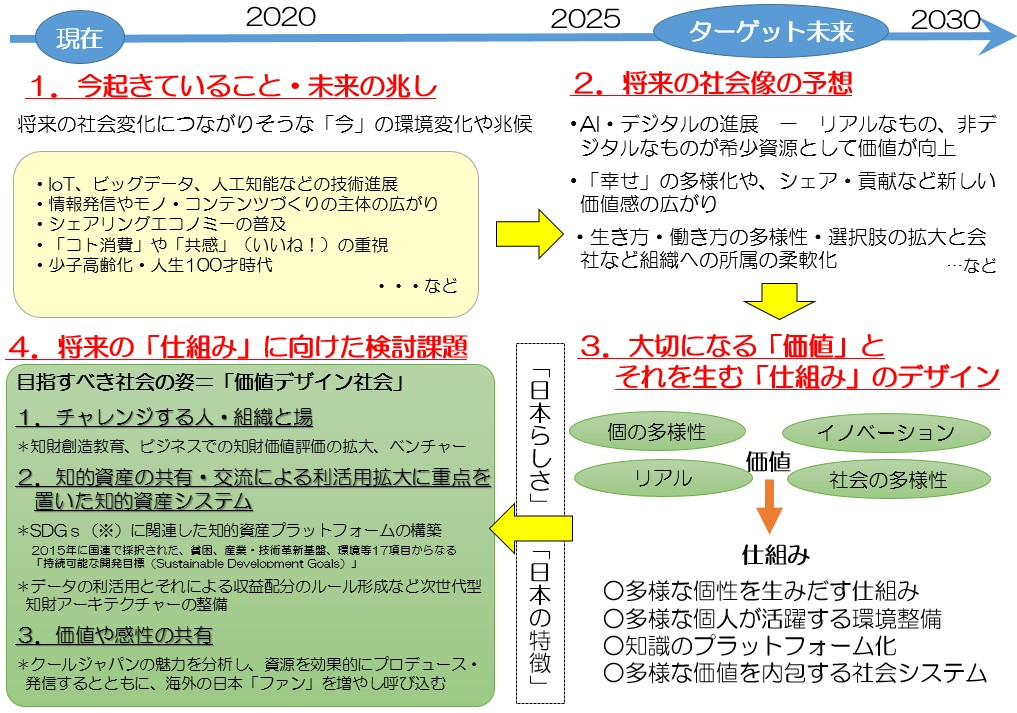 2020
2025
2030
現在
ターゲット未来
１．今起きていること・未来の兆し
将来の社会変化につながりそうな「今」の環境変化や兆候
・IoT、ビッグデータ、人工知能などの技術進展
・情報発信やモノ・コンテンツづくりの主体の広がり
・シェアリングエコノミーの普及
・「コト消費」や「共感」（いいね！）の重視
・少子高齢化・人生100才時代
・・・など
２．将来の社会像の予想
・AI・デジタルの進展　－　リアルなもの、非デ
ジタルなものが希少資源として価値が向上
・「幸せ」の多様化や、シェア・貢献など新しい
価値感の広がり
・生き方・働き方の多様性・選択肢の拡大と会
社など組織への所属の柔軟化
…など
３．大切になる「価値」と
それを生む「仕組み」のデザイン
個の多様性
イノベーション
リアル
価値
社会の多様性
仕組み
〇多様な個性を生みだす仕組み
〇多様な個人が活躍する環境整備
〇知識のプラットフォーム化
〇多様な価値を内包する社会システム
「日本らしさ」
「日本の特徴」
４．将来の「仕組み」に向けた検討課題
目指すべき社会の姿＝「価値デザイン社会」
１．チャレンジする人・組織と場
＊知財創造教育、ビジネスでの知財価値評価の拡大、ベンチャー
２．知的資産の共有・交流による利活用拡大に重点を
置いた知的資産システム
＊SDGｓ（※）に関連した知的資産プラットフォームの構築
2015年に国連で採択された、貧困、産業・技術革新基盤、環境等17項目からなる
「持続可能な開発目標（Sustainable Development Goals）」
＊データの利活用とそれによる収益配分のルール形成など次世代型
知財アーキテクチャーの整備
３．価値や感性の共有
＊クールジャパンの魅力を分析し、資源を効果的にプロデュース・
発信するとともに、海外の日本「ファン」を増やし呼び込む